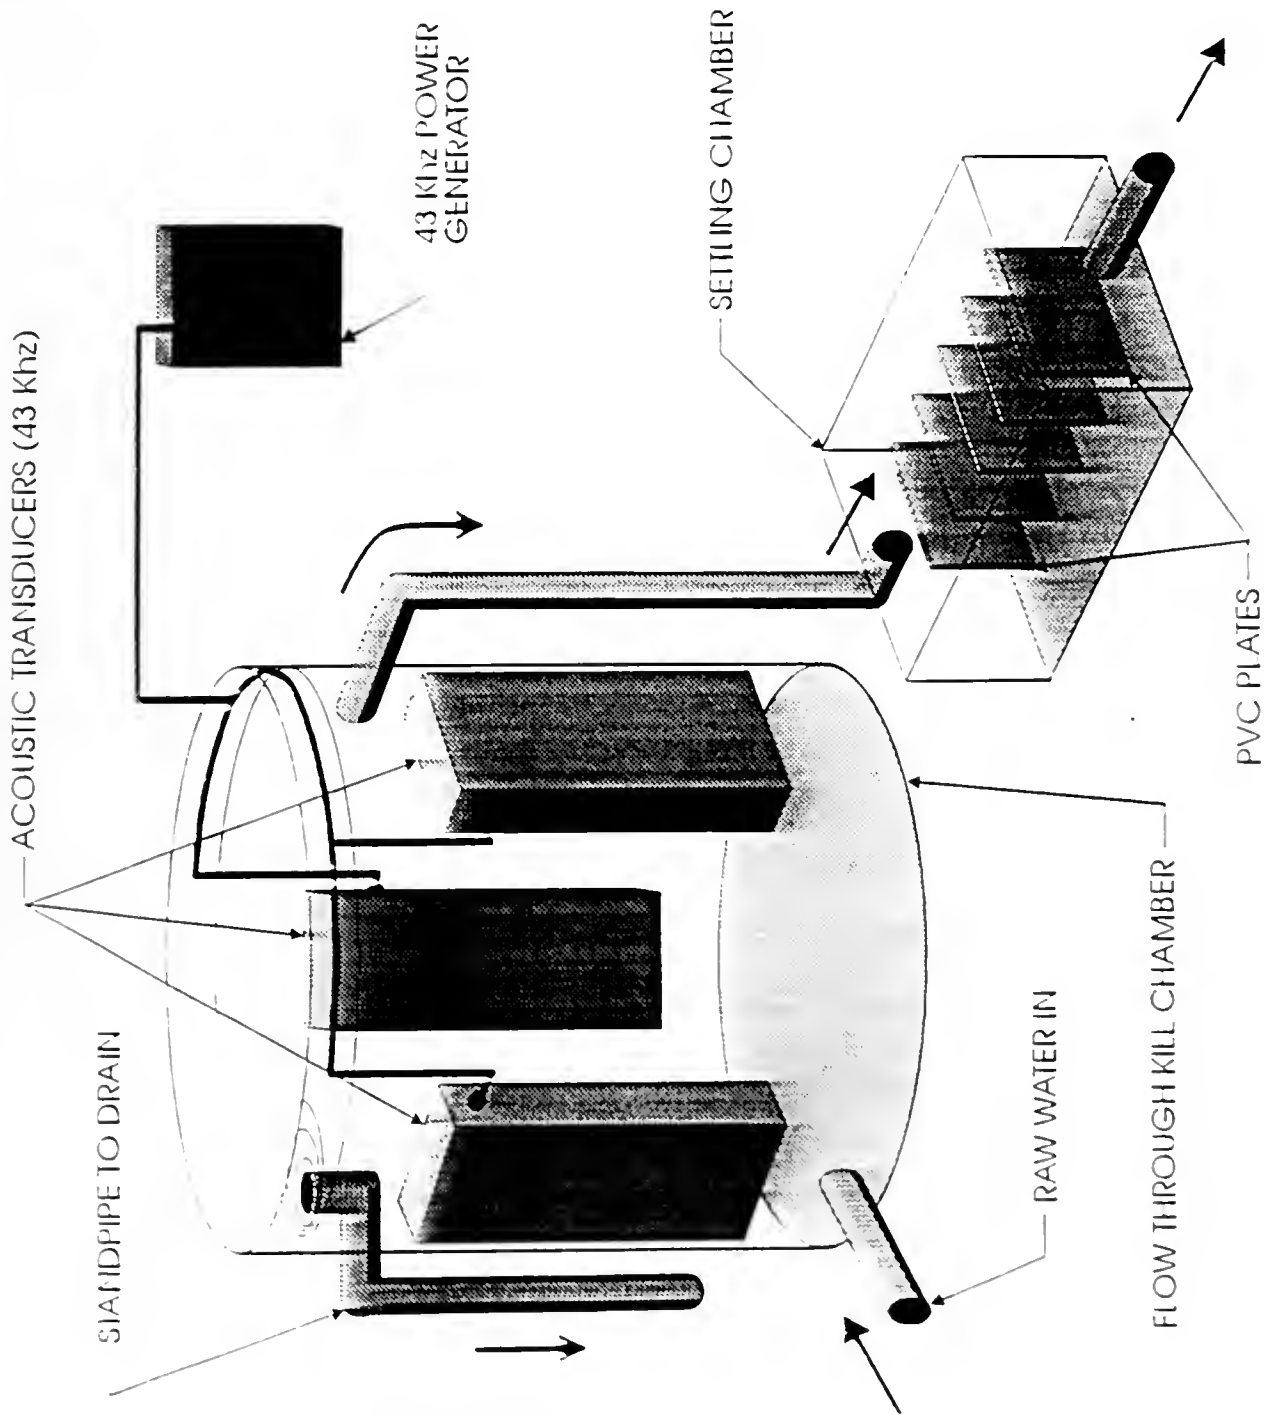 ACOUSTIC TRANSDUCERS (43 Khz)
43 Khz POWER
GENERATOR
STANDPIPE TO DRAIN
SETTLING CHAMBER
RAW WATER IN
FLOW THROUGH KILL CHAMBER
PVC PLATES